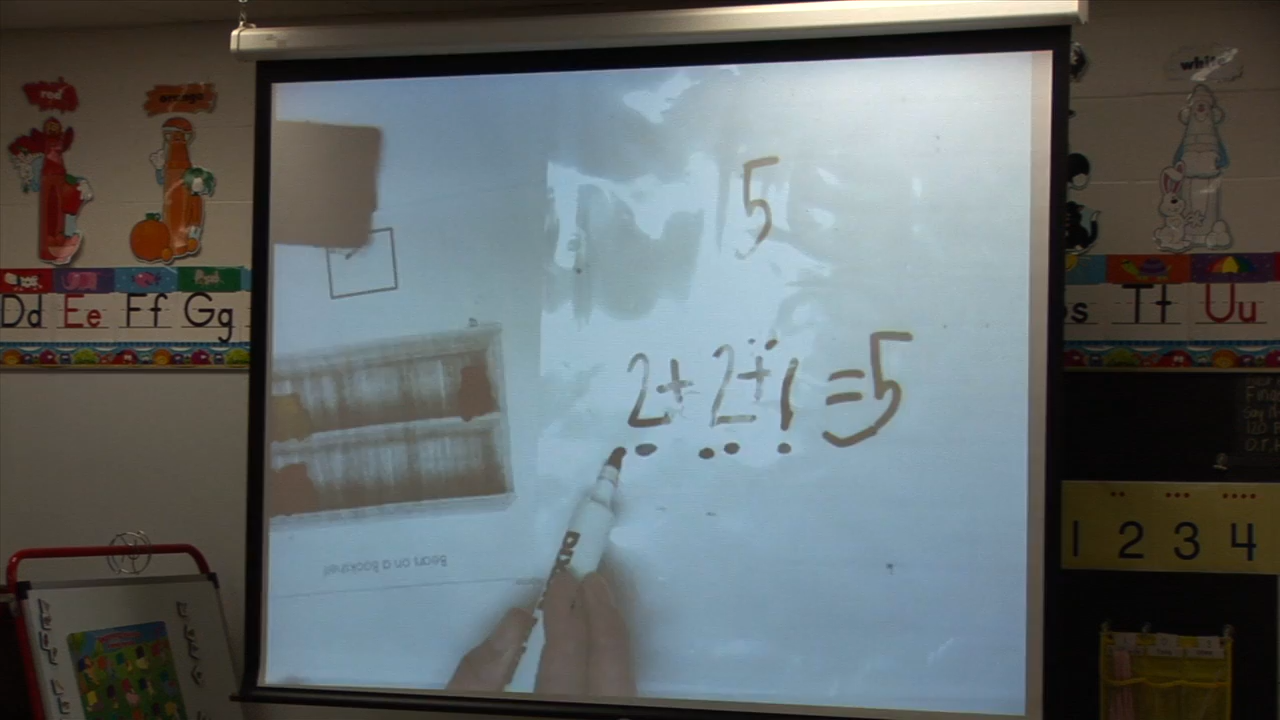 red
orange
white
5
Dd Ee Ff Gg
Tt Uu
2+ 2+1 =5
1 2 3 4
Bears on a Bookshelf